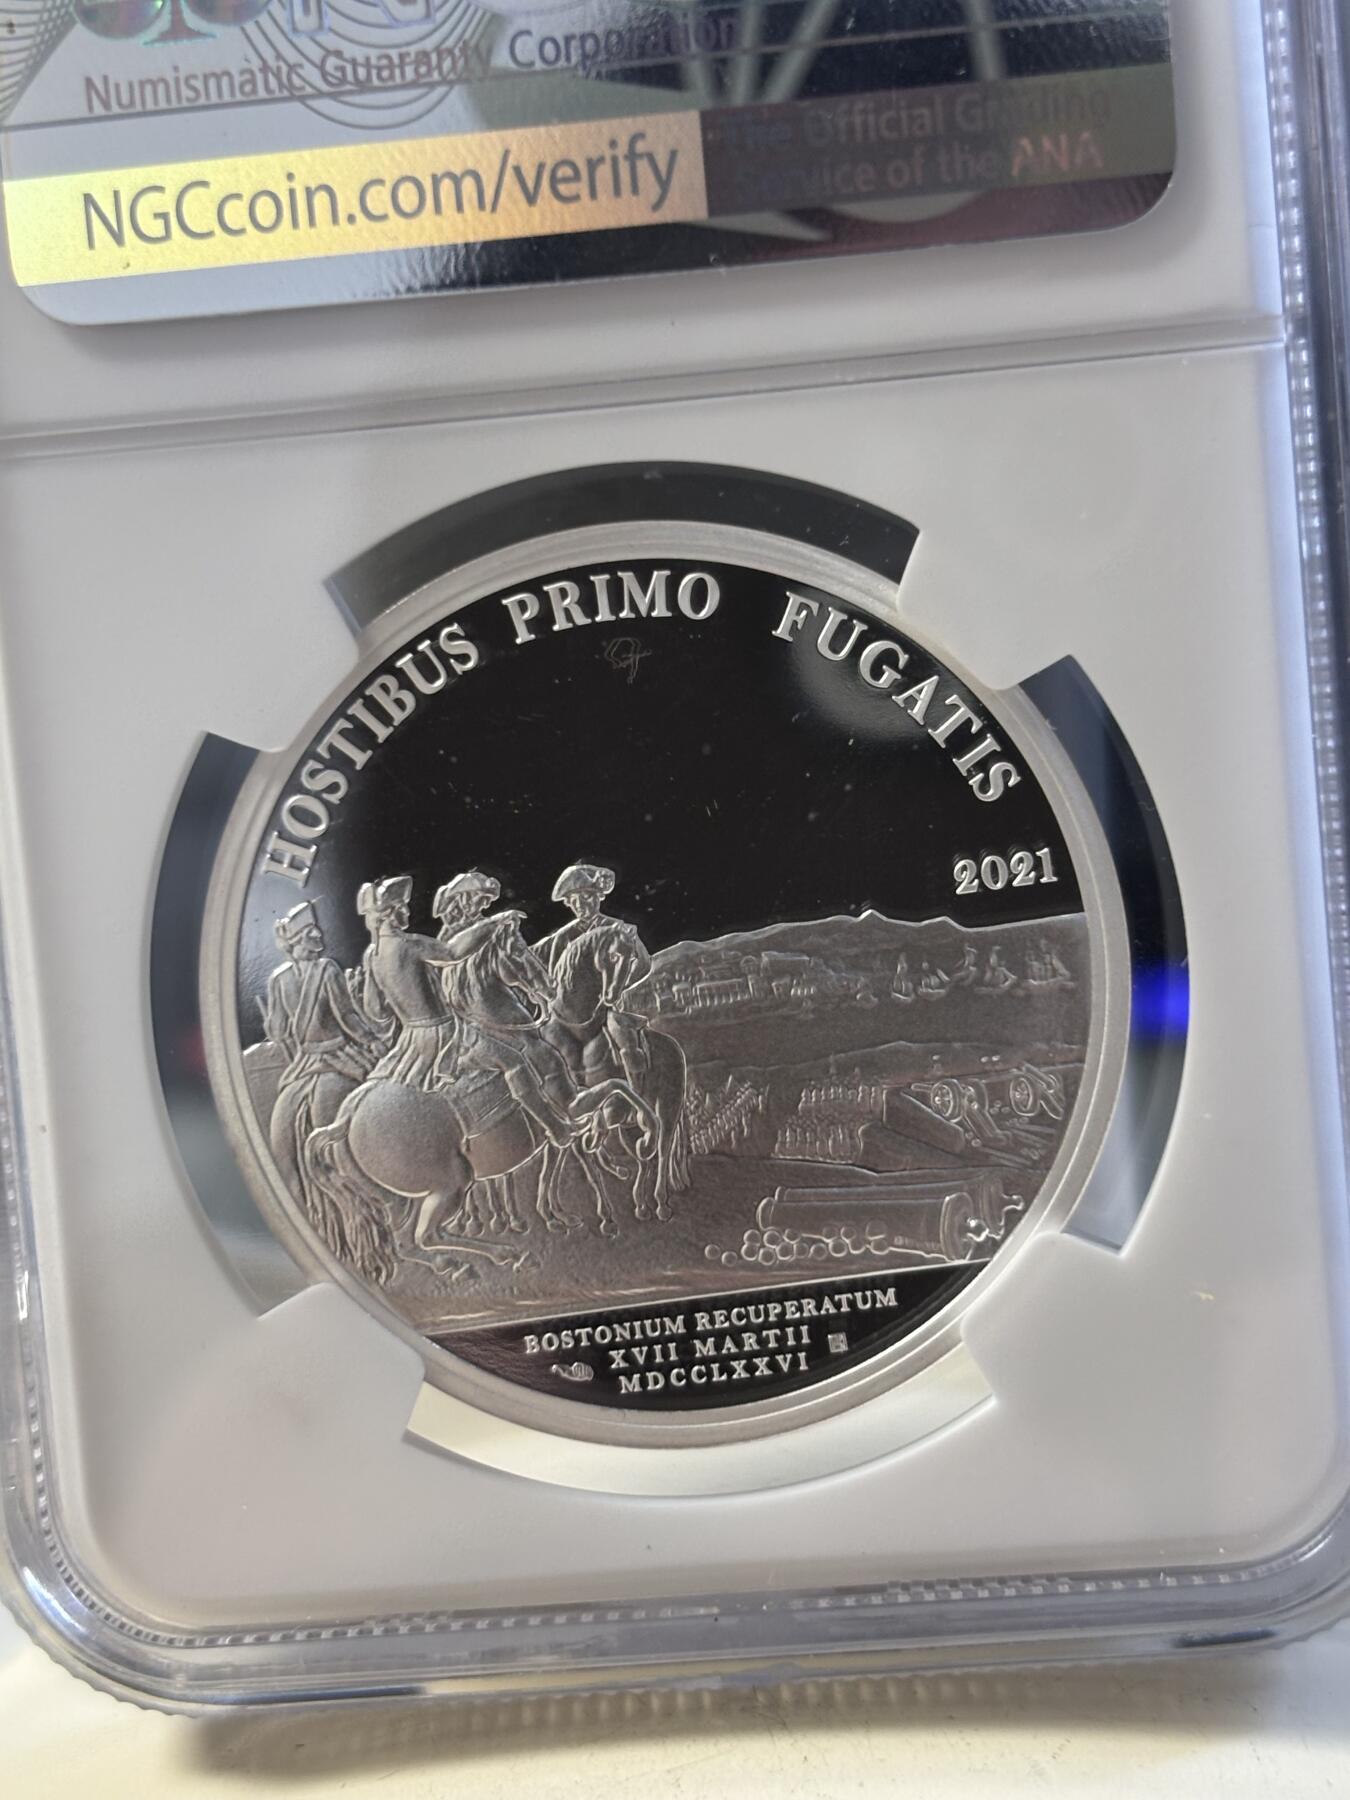 Numismatic Guaranty Corporation
NGCcoin.com/verify
The Official Grading
Service of the ANA
HOSTIBUS PRIMO FUGATIS
2021
BOSTONIUM RECUPERATUM
XVII MARTII
MDCCLXXVI